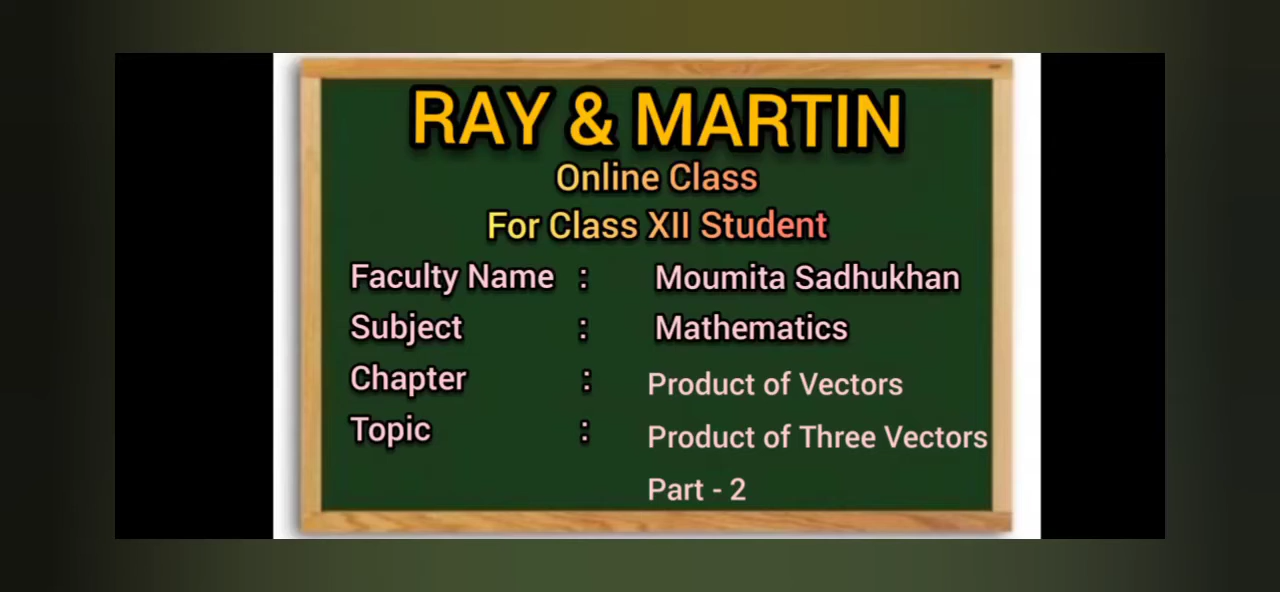 RAY & MARTIN
Online Class
For Class XII Student
Faculty Name : Moumita Sadhukhan
Subject : Mathematics
Chapter : Product of Vectors
Topic : Product of Three Vectors
Part - 2